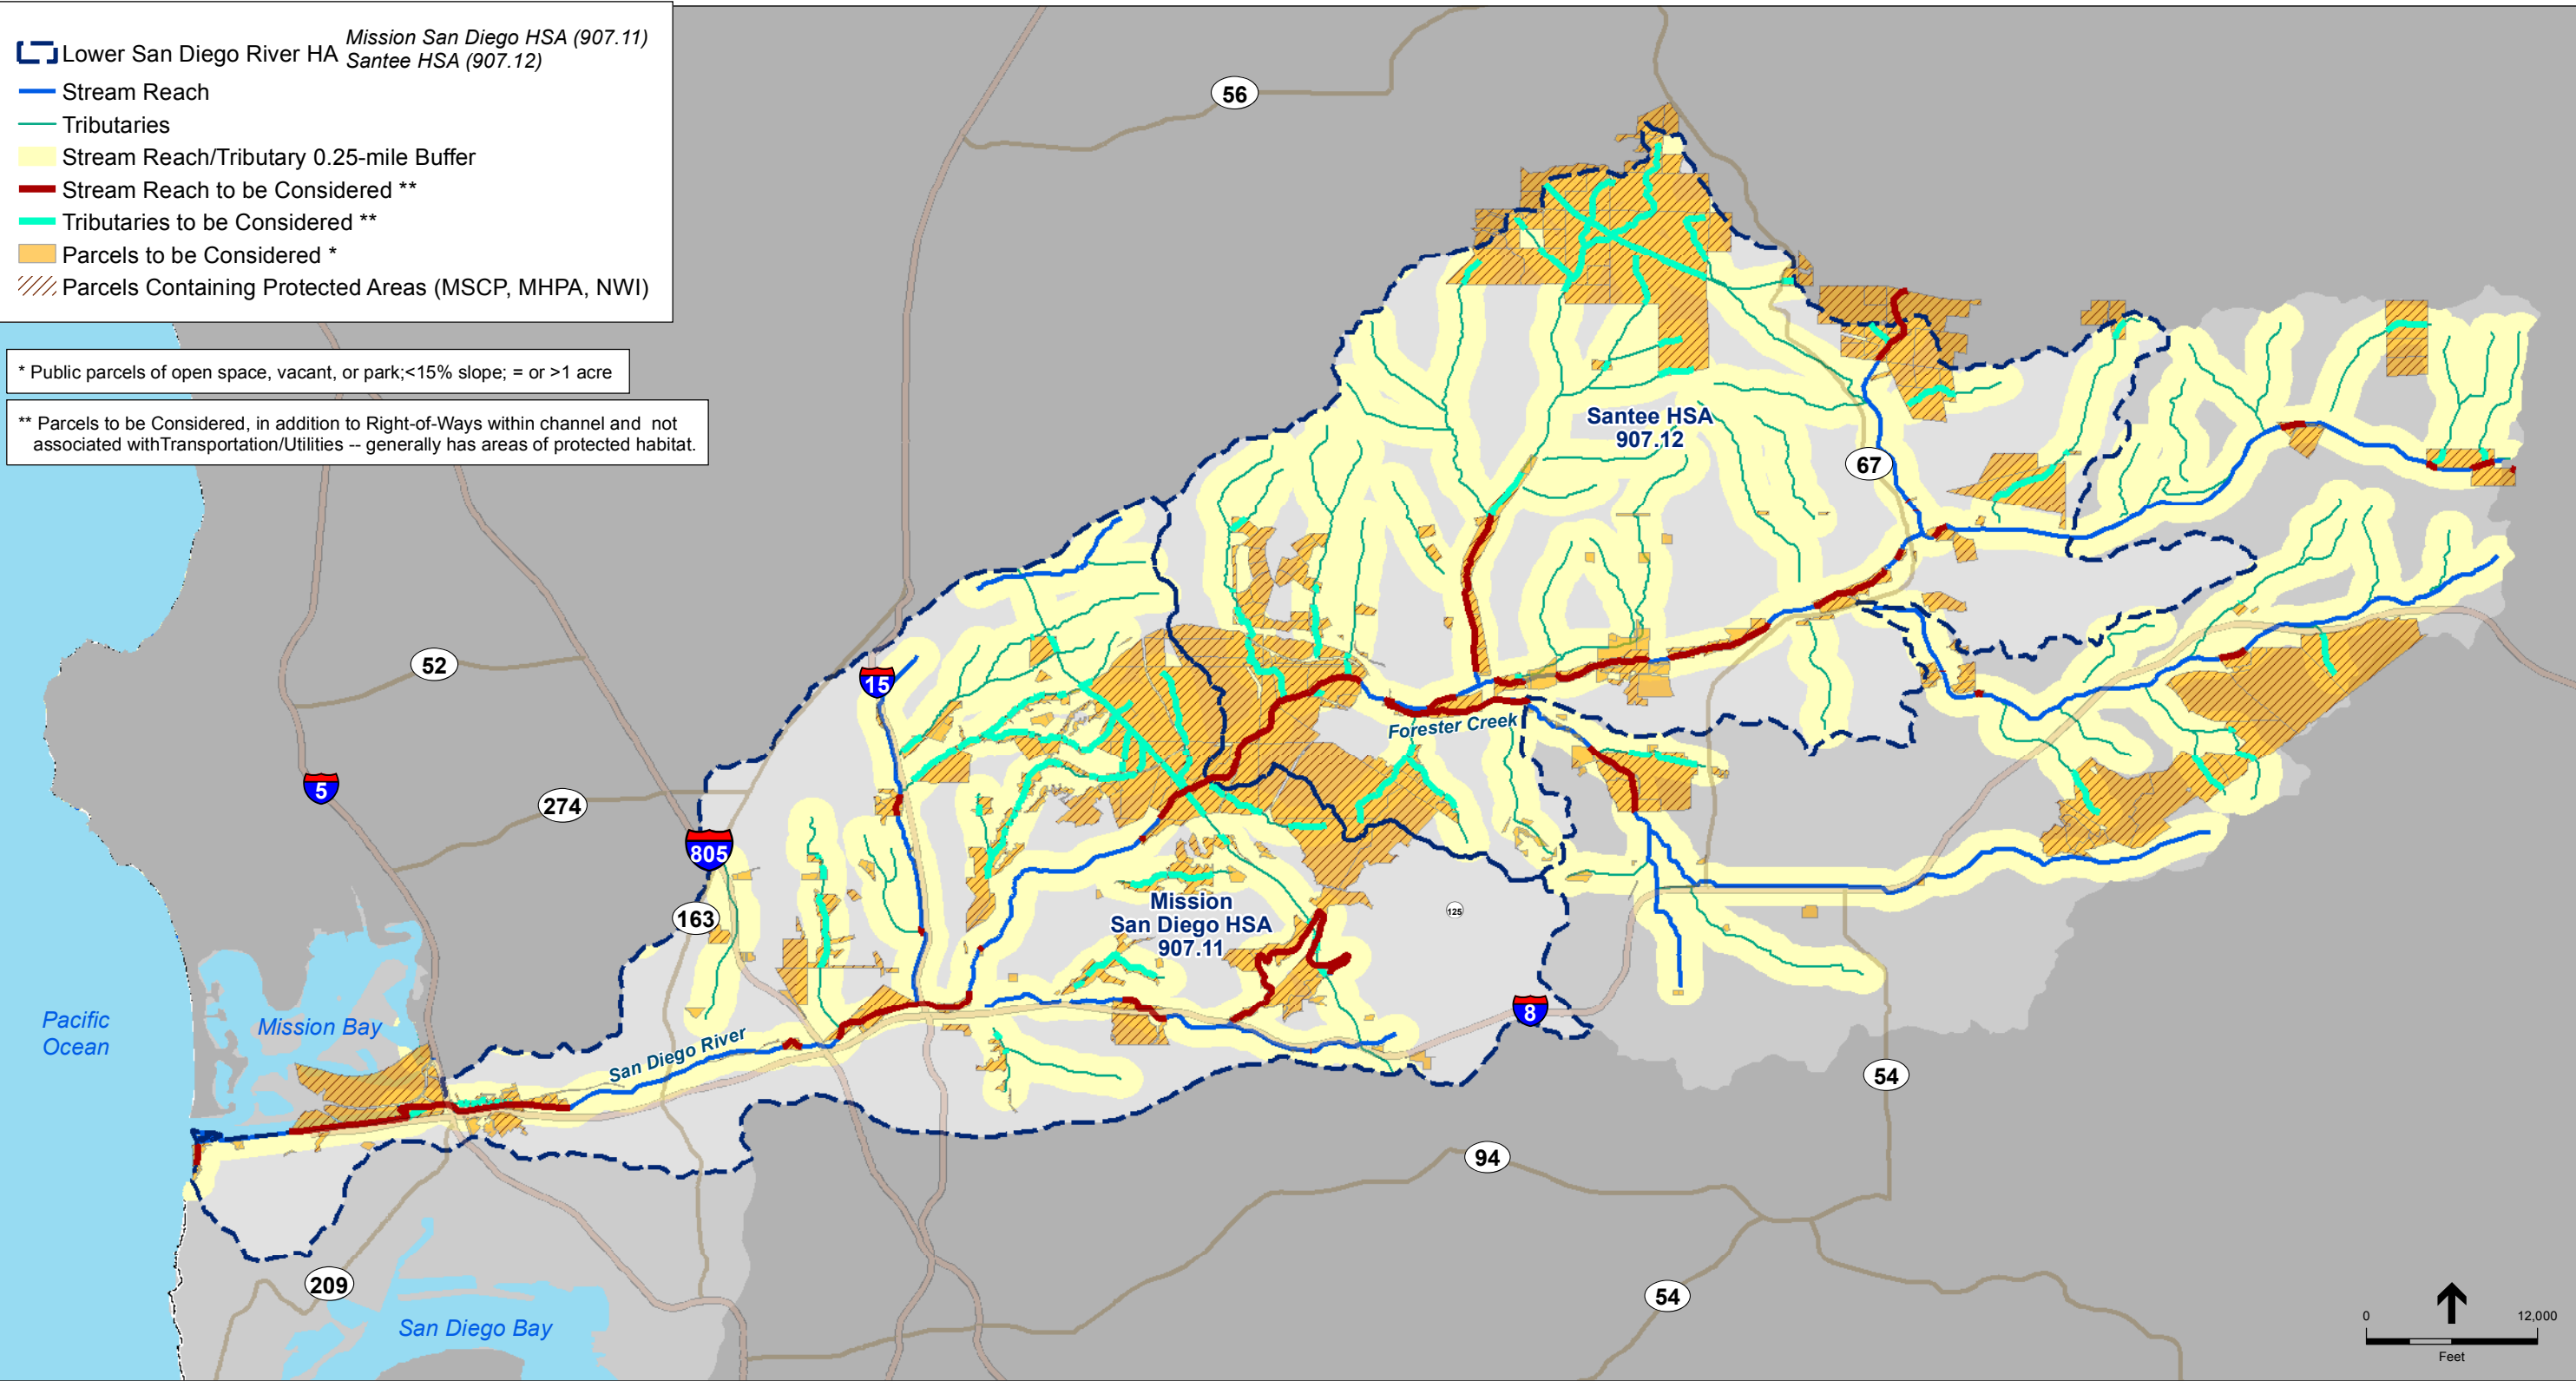 Lower San Diego River HA
Mission San Diego HSA (907.11)
Santee HSA (907.12)
Stream Reach
Tributaries
Stream Reach/Tributary 0.25-mile Buffer
Stream Reach to be Considered **
Tributaries to be Considered **
Parcels to be Considered *
Parcels Containing Protected Areas (MSCP, MHPA, NWI)
* Public parcels of open space, vacant, or park;<15% slope; = or >1 acre
** Parcels to be Considered, in addition to Right-of-Ways within channel and not
associated withTransportation/Utilities -- generally has areas of protected habitat.
56
Santee HSA
907.12
67
52
15
5
274
805
163
Forester Creek
Mission
San Diego HSA
907.11
125
8
Pacific
Ocean
Mission Bay
San Diego River
54
94
209
San Diego Bay
54
0 12,000
Feet